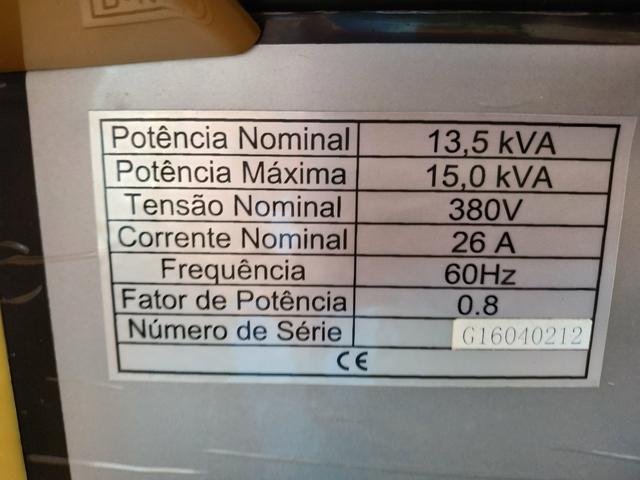 Potência Nominal 13,5 kVA
Potência Máxima 15,0 kVA
Tensão Nominal 380V
Corrente Nominal 26 A
Frequência 60Hz
Fator de Potência 0.8
Número de Série G16040212
CE